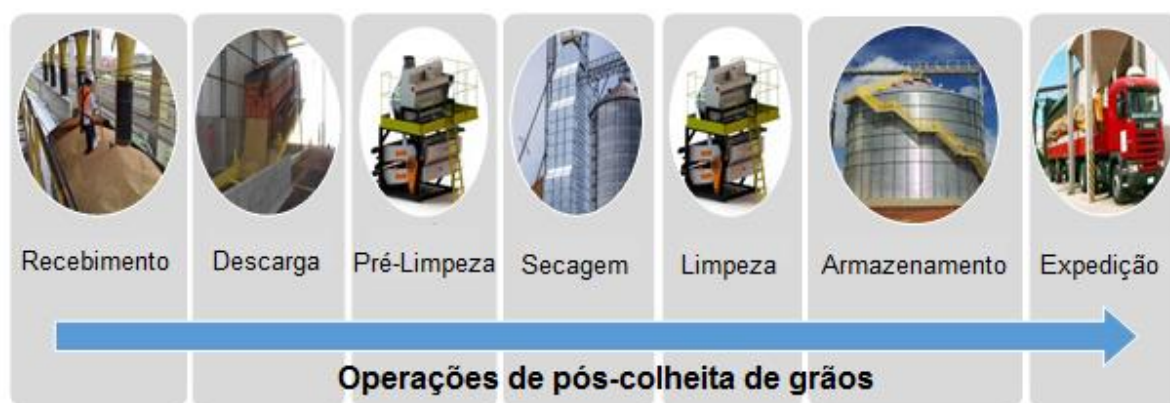 Recebimento
Descarga
Pré-Limpeza
Secagem
Limpeza
Armazenamento
Expedição
Operações de pós-colheita de grãos